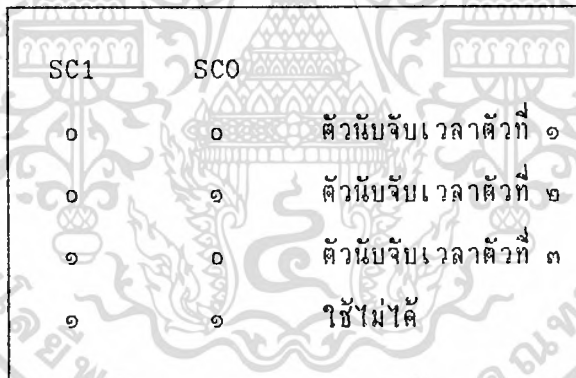 SC1 SC0
๐ ๐ ตัวนับจับเวลาตัวที่ ๑
๐ ๑ ตัวนับจับเวลาตัวที่ ๒
๑ ๐ ตัวนับจับเวลาตัวที่ ๓
๑ ๑ ใช้ไม่ได้